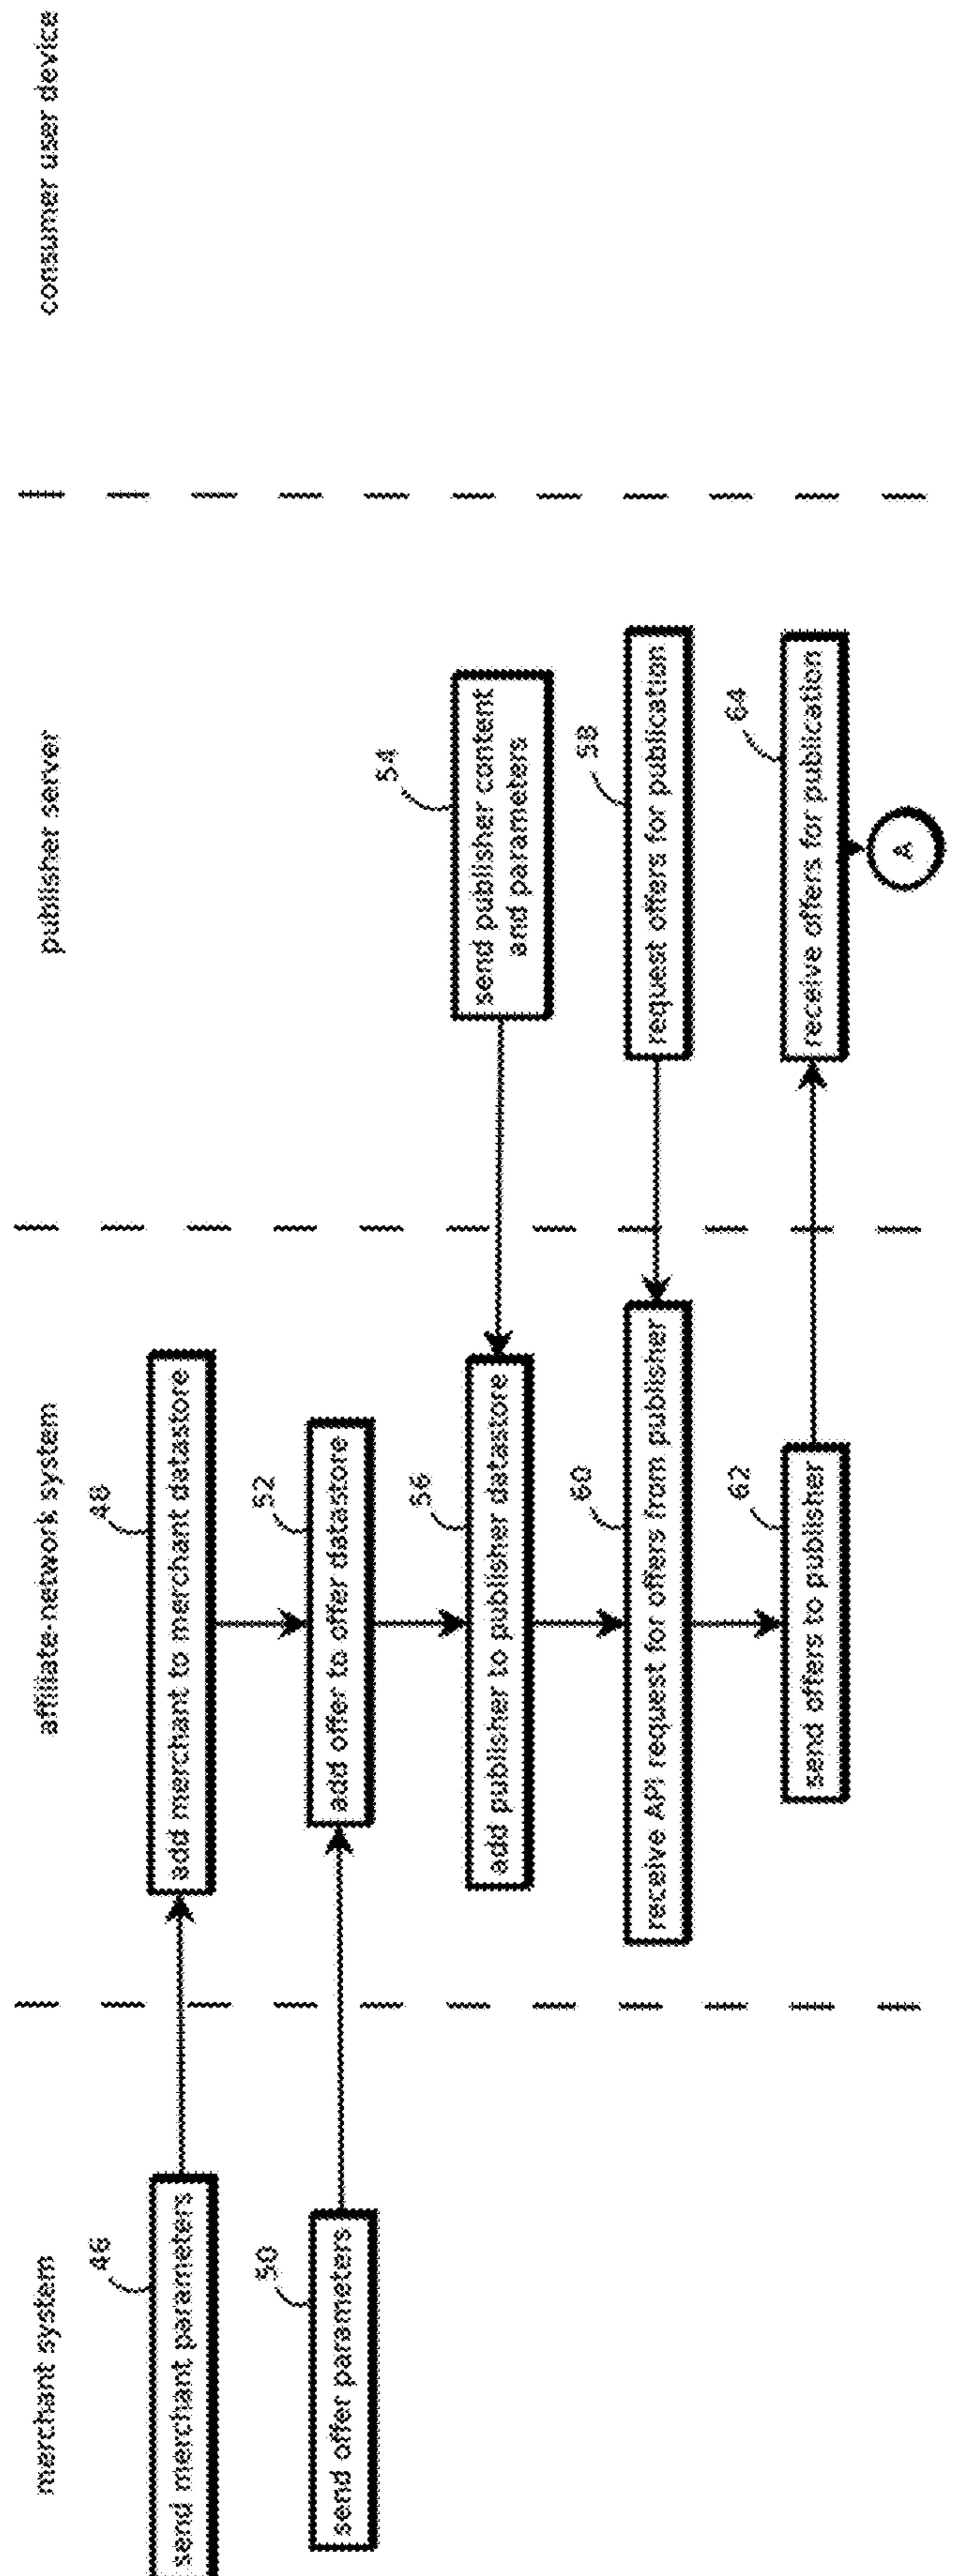 merchant system
affiliate-network system
publisher server
consumer user device
46
send merchant parameters
48
add merchant to merchant datastore
50
send offer parameters
52
add offer to offer datastore
54
send publisher content
and parameters
56
add publisher to publisher datastore
58
request offers for publication
60
receive API request for offers from publisher
62
send offers to publisher
64
receive offers for publication
A